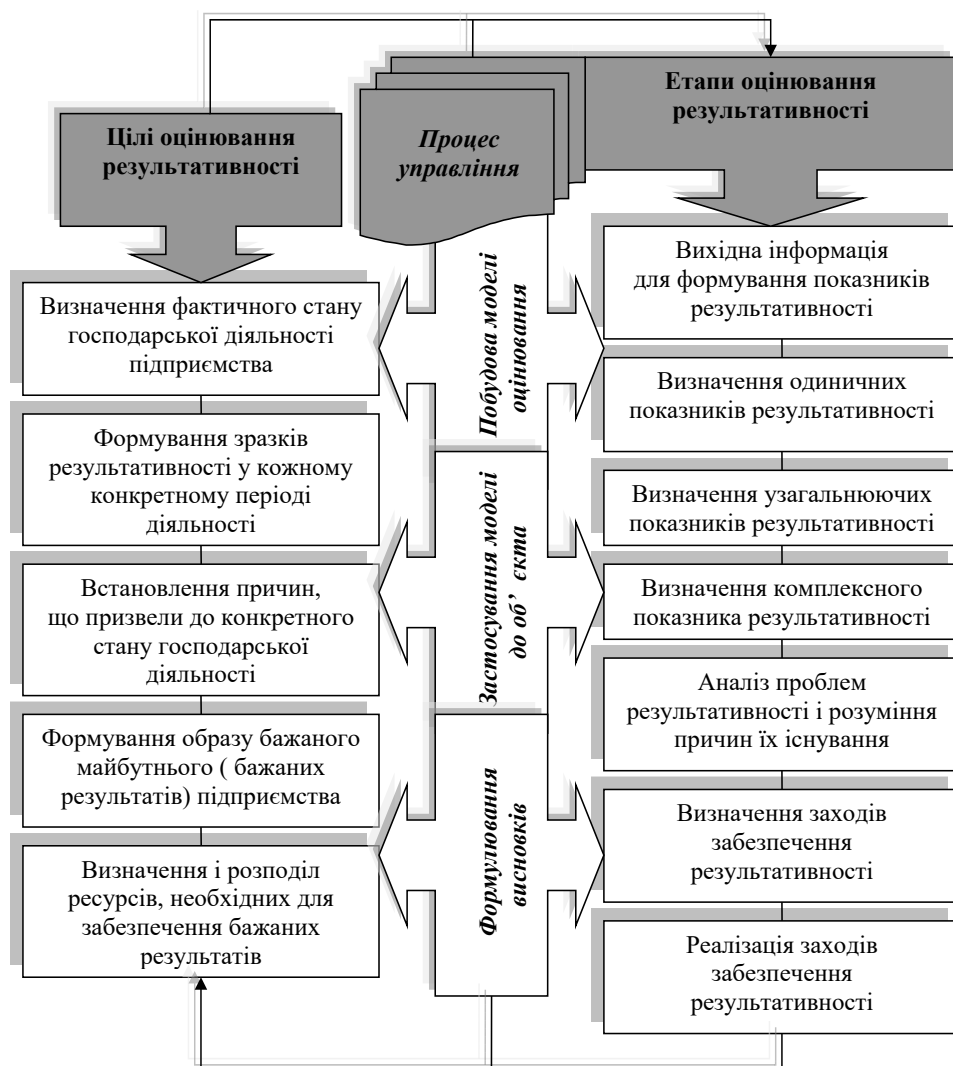 Цілі оцінювання
результативності
Визначення фактичного стану
господарської діяльності
підприємства
Формування зразків
результативності у кожному
конкретному періоді
діяльності
Встановлення причин,
що призвели до конкретного
стану господарської
діяльності
Формування образу бажаного
майбутнього ( бажаних
результатів) підприємства
Визначення і розподіл
ресурсів, необхідних для
забезпечення бажаних
результатів
Процес
управління
Побудова моделі
оцінювання
Застосування моделі
до об’ єкта
Формулювання
висновків
Етапи оцінювання
результативності
Вихідна інформація
для формування показників
результативності
Визначення одиничних
показників результативності
Визначення узагальнюючих
показників результативності
Визначення комплексного
показника результативності
Аналіз проблем
результативності і розуміння
причин їх існування
Визначення заходів
забезпечення
результативності
Реалізація заходів
забезпечення
результативності